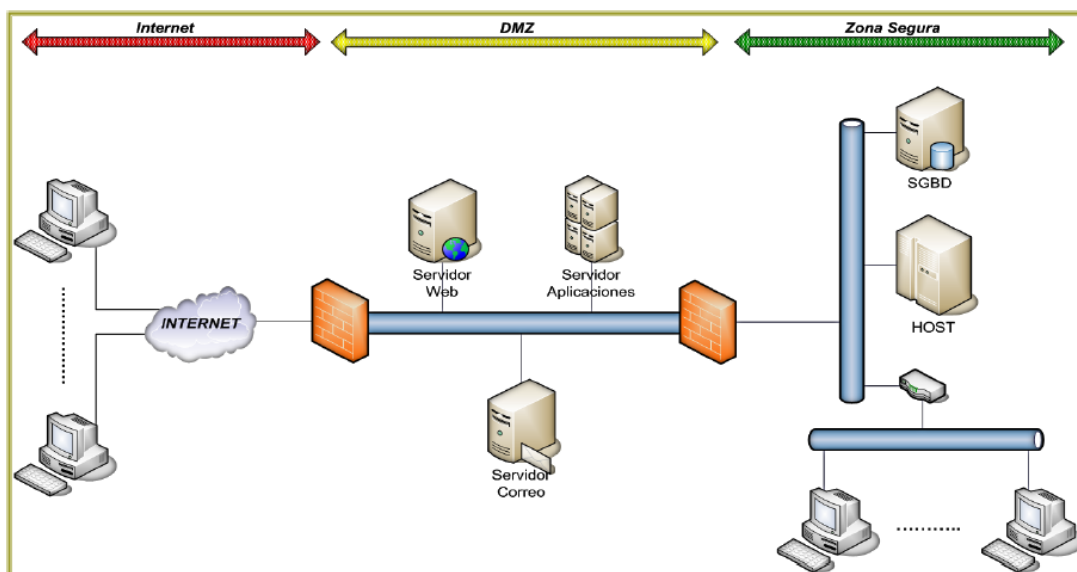 Internet
DMZ
Zona Segura
SGBD
Servidor
Web
Servidor
Aplicaciones
INTERNET
HOST
Servidor
Correo